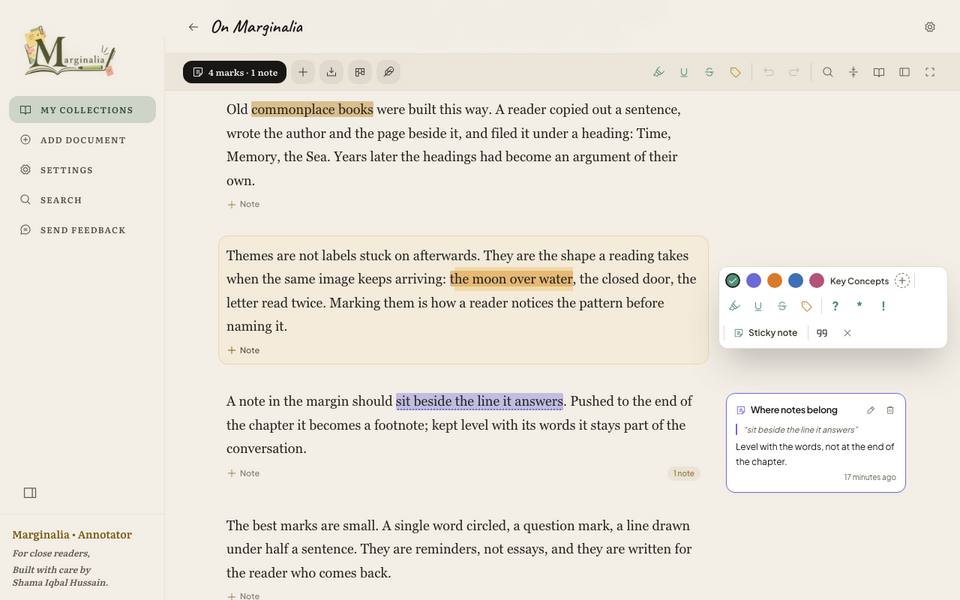 Marginalia
MY COLLECTIONS
ADD DOCUMENT
SETTINGS
SEARCH
SEND FEEDBACK
Marginalia • Annotator
For close readers,
Built with care by
Shama Iqbal Hussain.
On Marginalia
4 marks · 1 note
Old commonplace books were built this way. A reader copied out a sentence,
wrote the author and the page beside it, and filed it under a heading: Time,
Memory, the Sea. Years later the headings had become an argument of their
own.
+ Note
Themes are not labels stuck on afterwards. They are the shape a reading takes
when the same image keeps arriving: the moon over water, the closed door, the
letter read twice. Marking them is how a reader notices the pattern before
naming it.
+ Note
Key Concepts
? * !
Sticky note
A note in the margin should sit beside the line it answers. Pushed to the end of
the chapter it becomes a footnote; kept level with its words it stays part of the
conversation.
+ Note
1 note
Where notes belong
"sit beside the line it answers"
Level with the words, not at the end of
the chapter.
17 minutes ago
The best marks are small. A single word circled, a question mark, a line drawn
under half a sentence. They are reminders, not essays, and they are written for
the reader who comes back.
+ Note